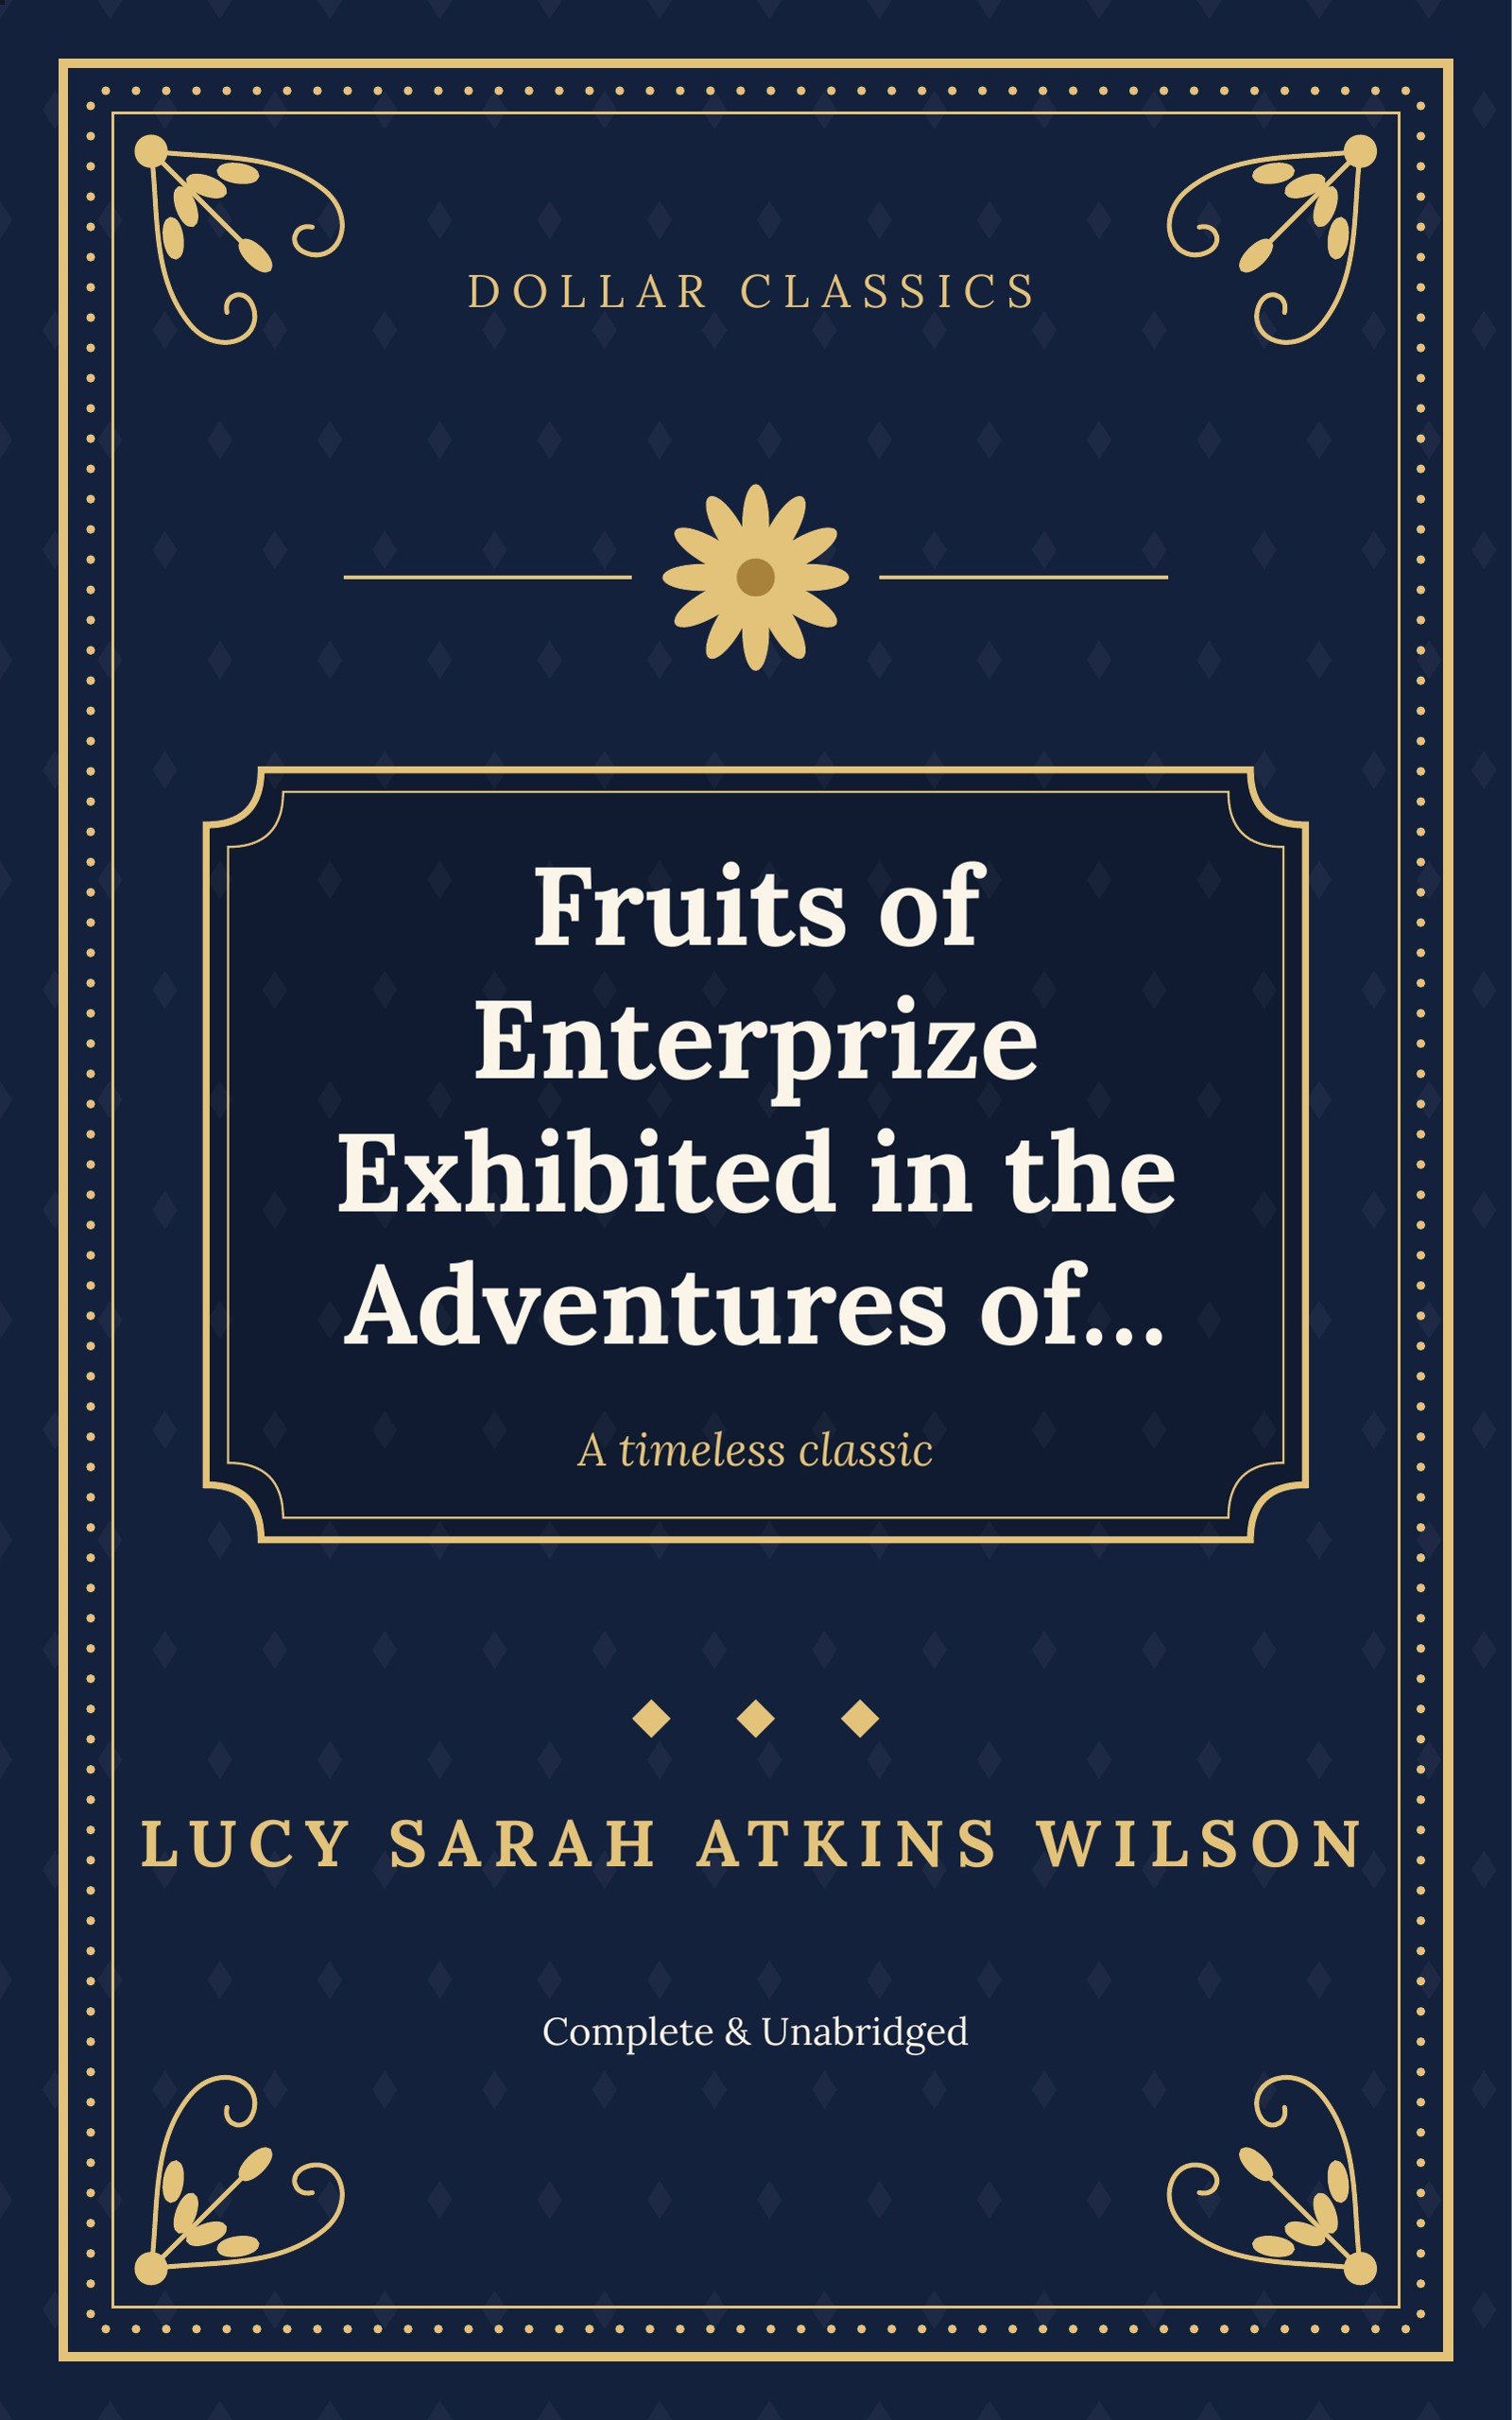 DOLLAR CLASSICS
Fruits of
Enterprize
Exhibited in the
Adventures of...
A timeless classic
LUCY SARAH ATKINS WILSON
Complete & Unabridged